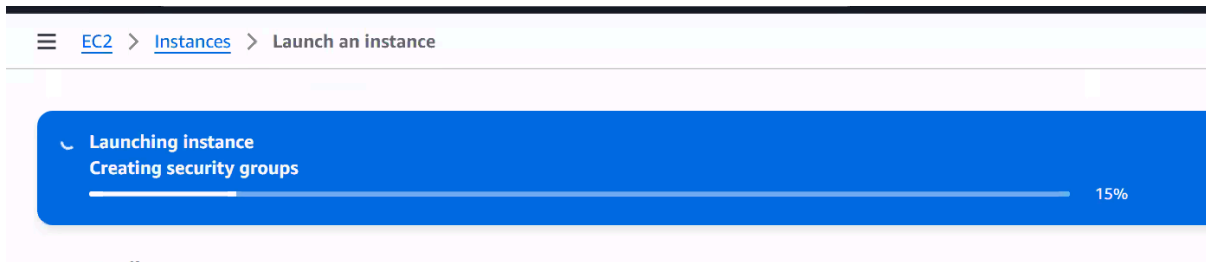 EC2 > Instances > Launch an instance
Launching instance
Creating security groups
15%